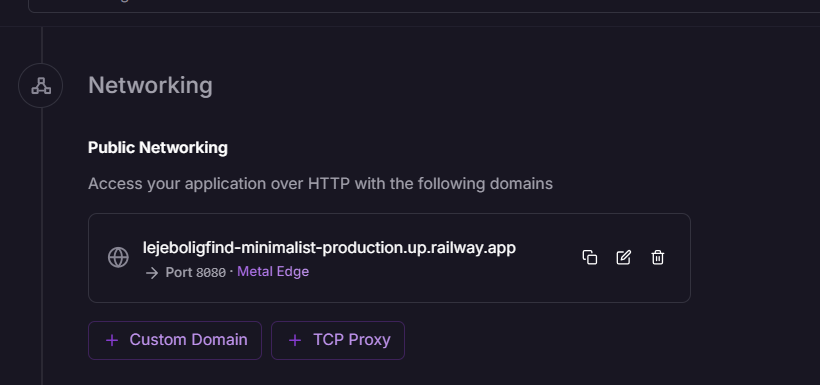 Networking
Public Networking
Access your application over HTTP with the following domains
lejeboligfind-minimalist-production.up.railway.app
→ Port 8080 · Metal Edge
+ Custom Domain
+ TCP Proxy